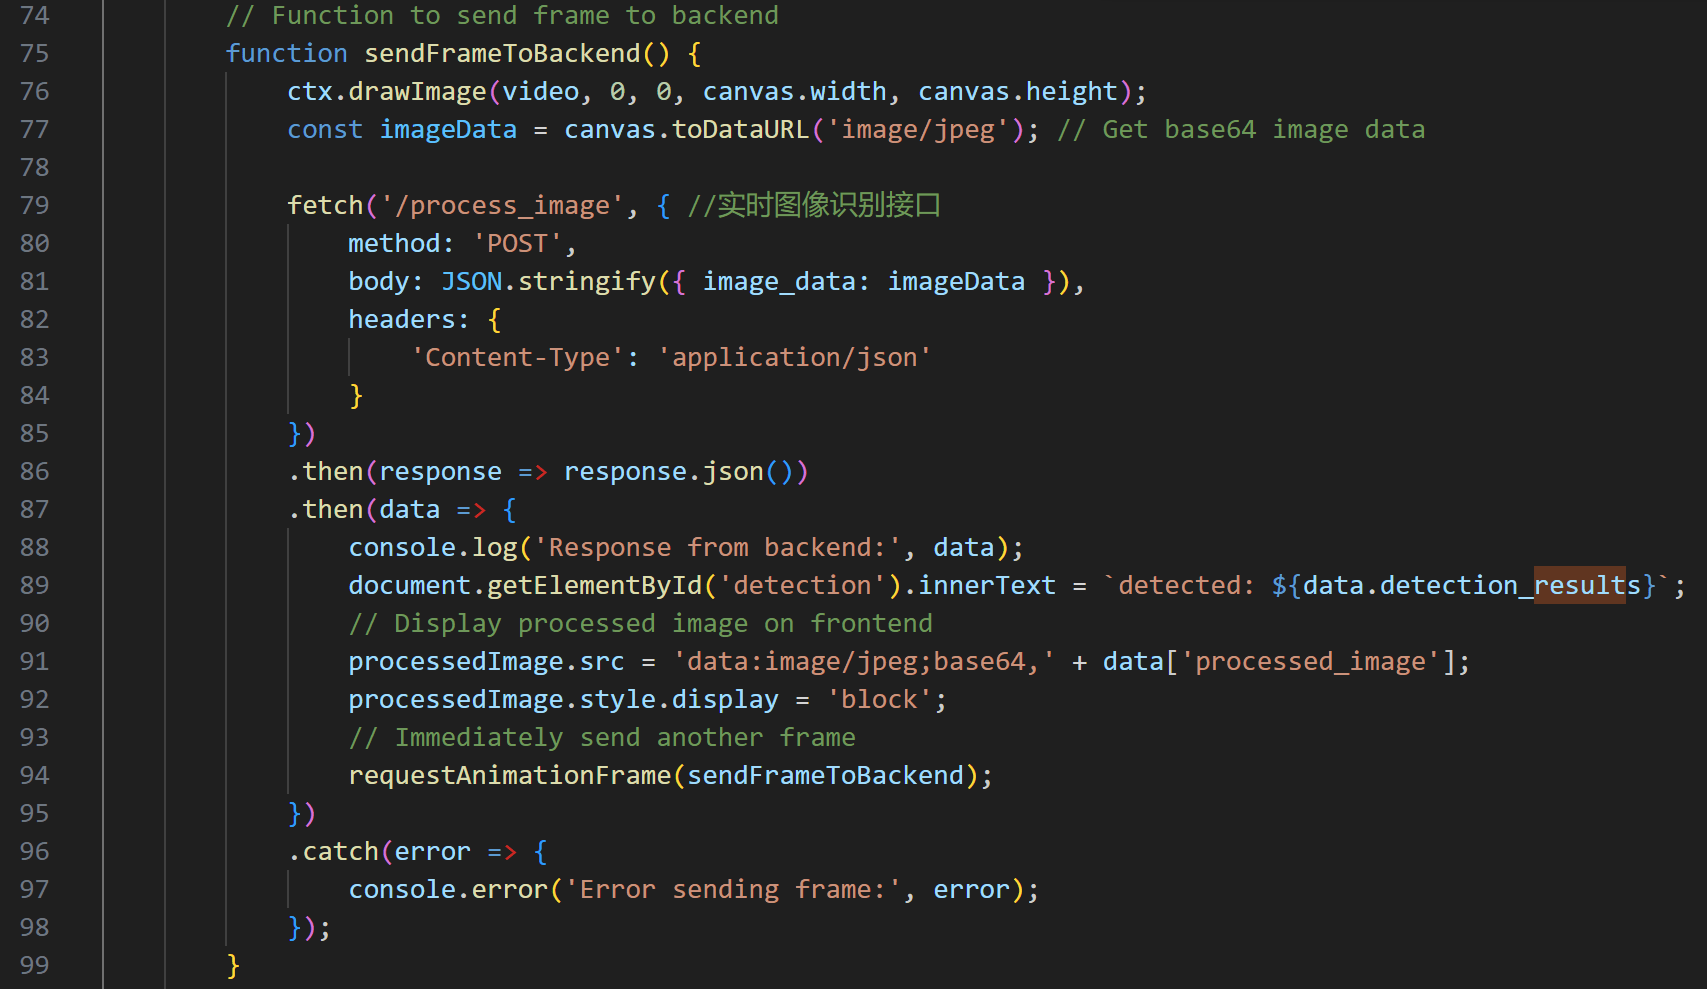 74 // Function to send frame to backend
75 function sendFrameToBackend() {
76 ctx.drawImage(video, 0, 0, canvas.width, canvas.height);
77 const imageData = canvas.toDataURL('image/jpeg'); // Get base64 image data
78
79 fetch('/process_image', { //实时图像识别接口
80 method: 'POST',
81 body: JSON.stringify({ image_data: imageData }),
82 headers: {
83 'Content-Type': 'application/json'
84 }
85 })
86 .then(response => response.json())
87 .then(data => {
88 console.log('Response from backend:', data);
89 document.getElementById('detection').innerText = `detected: ${data.detection_results}`;
90 // Display processed image on frontend
91 processedImage.src = 'data:image/jpeg;base64,' + data['processed_image'];
92 processedImage.style.display = 'block';
93 // Immediately send another frame
94 requestAnimationFrame(sendFrameToBackend);
95 })
96 .catch(error => {
97 console.error('Error sending frame:', error);
98 });
99 }